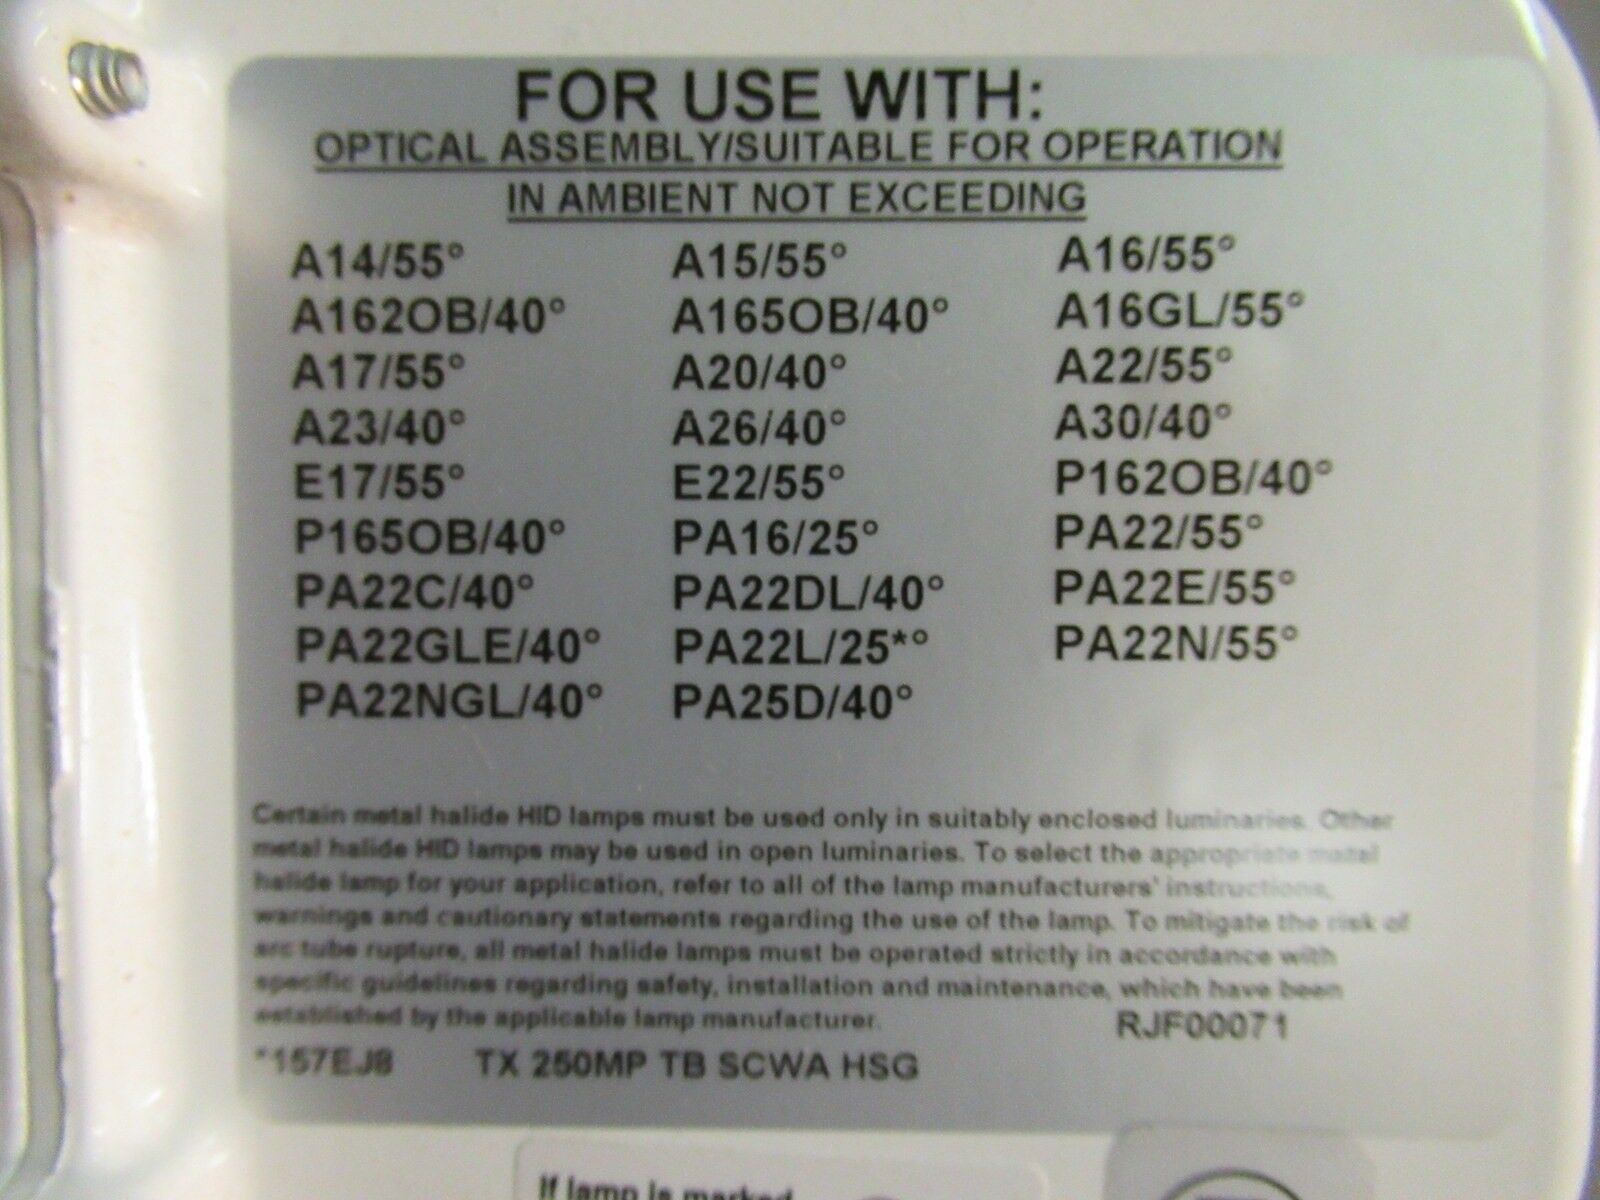 FOR USE WITH:
OPTICAL ASSEMBLY/SUITABLE FOR OPERATION
IN AMBIENT NOT EXCEEDING
A14/55° A15/55° A16/55°
A162OB/40° A165OB/40° A16GL/55°
A17/55° A20/40° A22/55°
A23/40° A26/40° A30/40°
E17/55° E22/55° P162OB/40°
P165OB/40° PA16/25° PA22/55°
PA22C/40° PA22DL/40° PA22E/55°
PA22GLE/40° PA22L/25*° PA22N/55°
PA22NGL/40° PA25D/40°
Certain metal halide HID lamps must be used only in suitably enclosed luminaries. Other
metal halide HID lamps may be used in open luminaries. To select the appropriate metal
halide lamp for your application, refer to all of the lamp manufacturers' instructions,
warnings and cautionary statements regarding the use of the lamp. To mitigate the risk of
arc tube rupture, all metal halide lamps must be operated strictly in accordance with
specific guidelines regarding safety, installation and maintenance, which have been
established by the applicable lamp manufacturer. RJF00071
*157EJ8 TX 250MP TB SCWA HSG
If lamp is marked